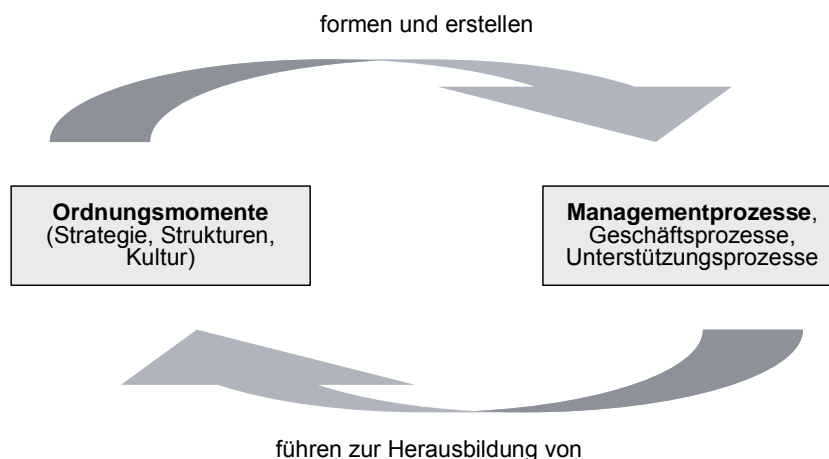 formen und erstellen
Ordnungsmomente
(Strategie, Strukturen,
Kultur)
Managementprozesse,
Geschäftsprozesse,
Unterstützungsprozesse
führen zur Herausbildung von